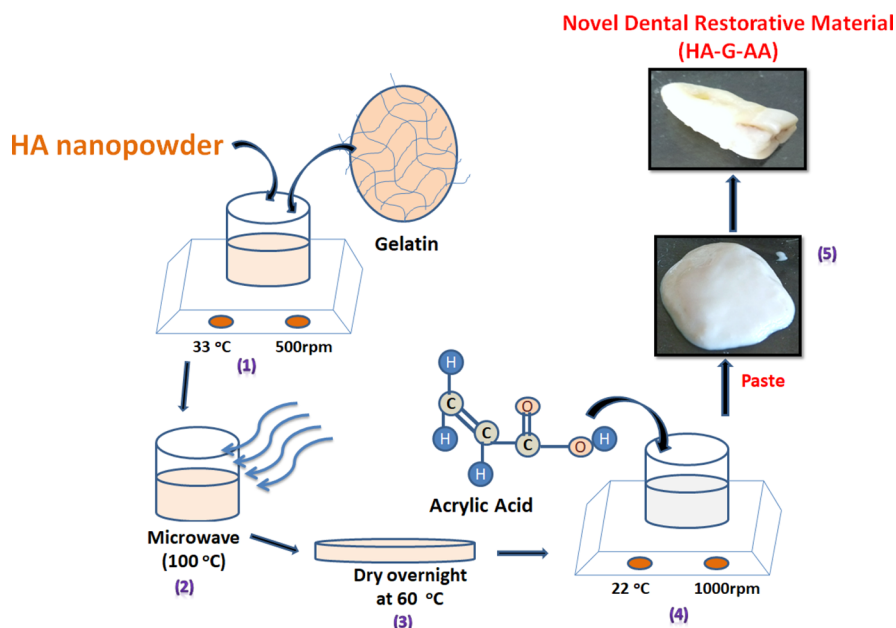 Novel Dental Restorative Material
(HA-G-AA)
HA nanopowder
Gelatin
33 °C
500rpm
(1)
Microwave
(100 °C)
(2)
Dry overnight
at 60 °C
(3)
H
H
C
C
H
C
O
O
H
Acrylic Acid
22 °C
1000rpm
(4)
Paste
(5)